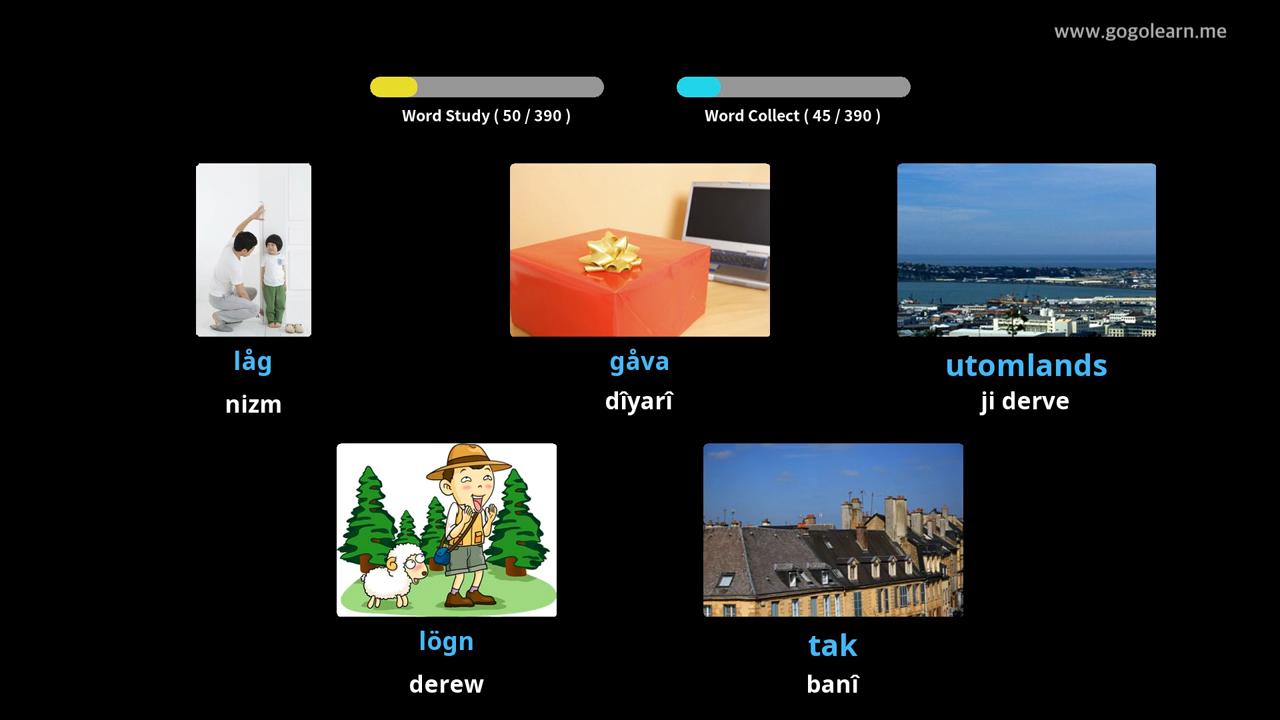 www.gogolearn.me
Word Study ( 50 / 390 )
Word Collect ( 45 / 390 )
låg
nizm
gåva
dîyarî
utomlands
ji derve
lögn
derew
tak
banî